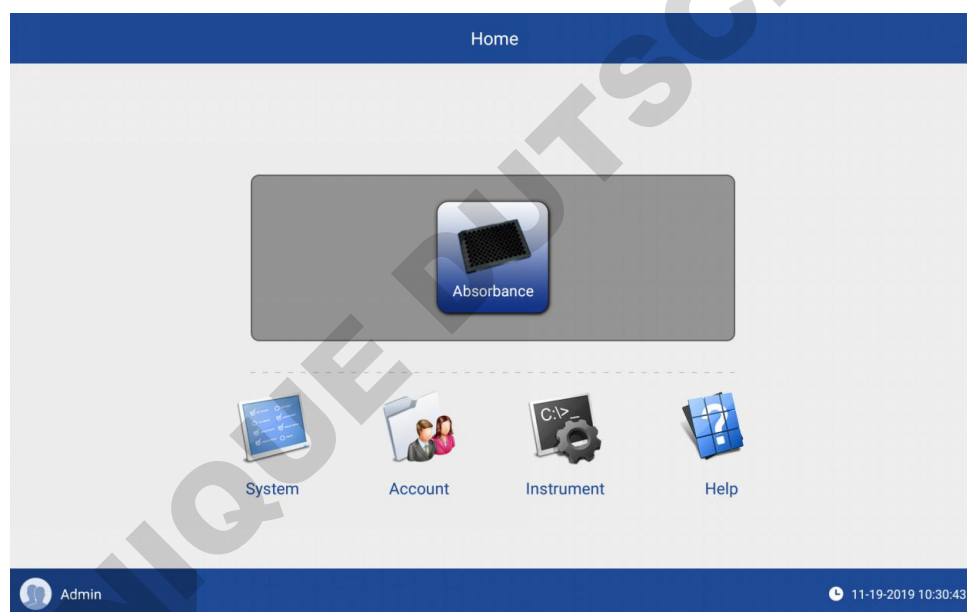 Home
Absorbance
C:\>_
System
Account
Instrument
Help
Admin
11-19-2019 10:30:43